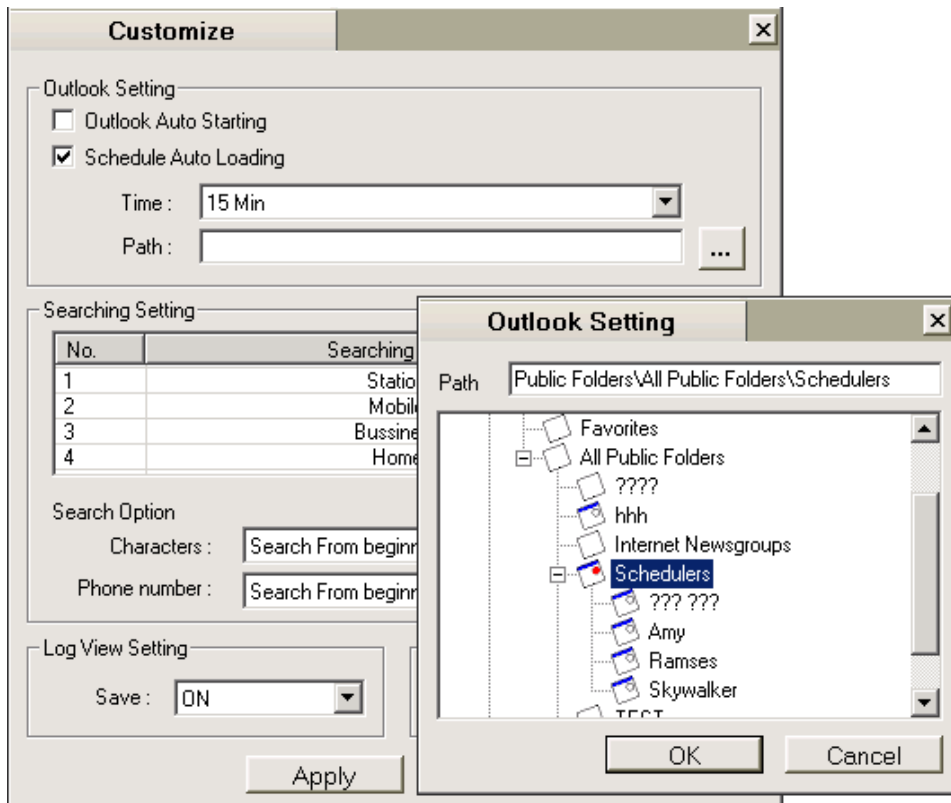 Customize
Outlook Setting
Outlook Auto Starting
Schedule Auto Loading
Time :
15 Min
Path :
...
Searching Setting
No.
Searching
1
Statio
2
Mobile
3
Bussine
4
Home
Search Option
Characters :
Search From beginn
Phone number :
Search From beginn
Log View Setting
Save :
ON
Apply
Outlook Setting
Path
Public Folders\All Public Folders\Schedulers
Favorites
All Public Folders
????
hhh
Internet Newsgroups
Schedulers
??? ???
Amy
Ramses
Skywalker
TEST
OK
Cancel